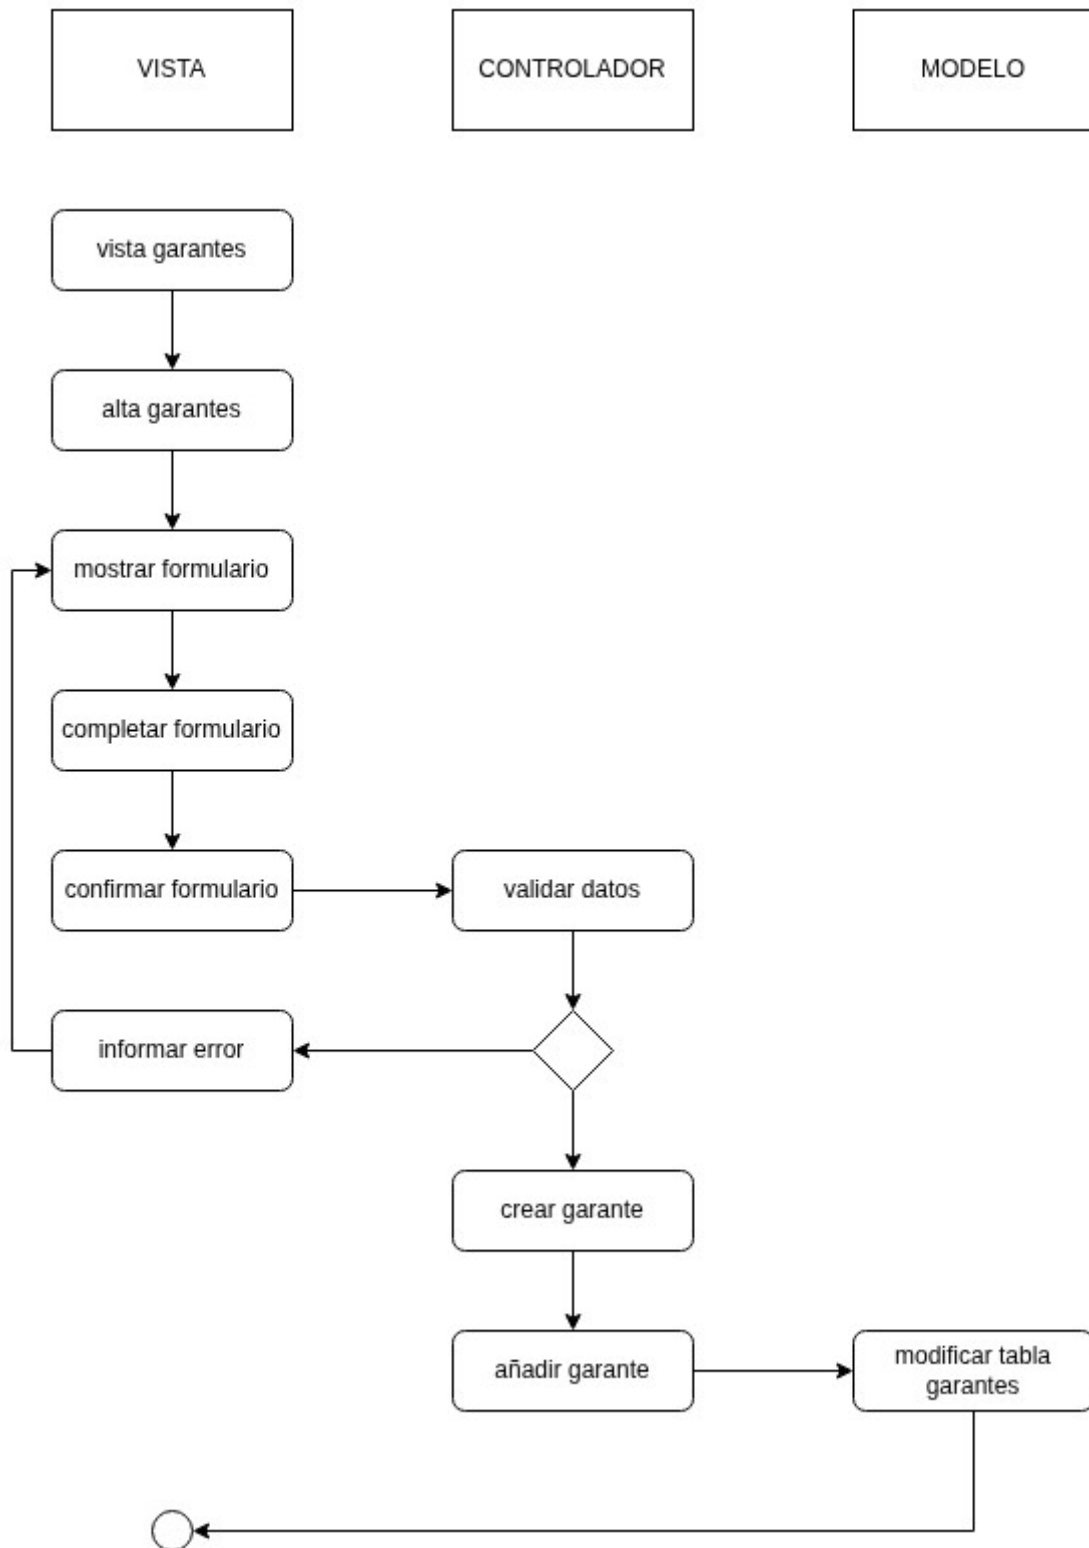 VISTA
CONTROLADOR
MODELO
vista garantes
alta garantes
mostrar formulario
completar formulario
confirmar formulario
validar datos
informar error
crear garante
añadir garante
modificar tabla
garantes